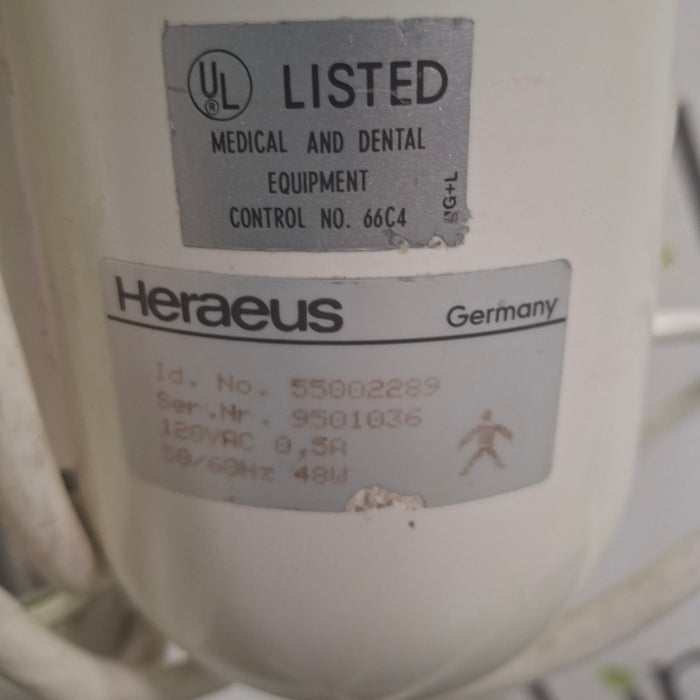 UL® LISTED
MEDICAL AND DENTAL
EQUIPMENT
CONTROL NO. 66C4
G+L
Heraeus Germany
Id. No. 55002289
Ser.Nr. 9501036
120VAC 0,5A
50/60Hz 48W